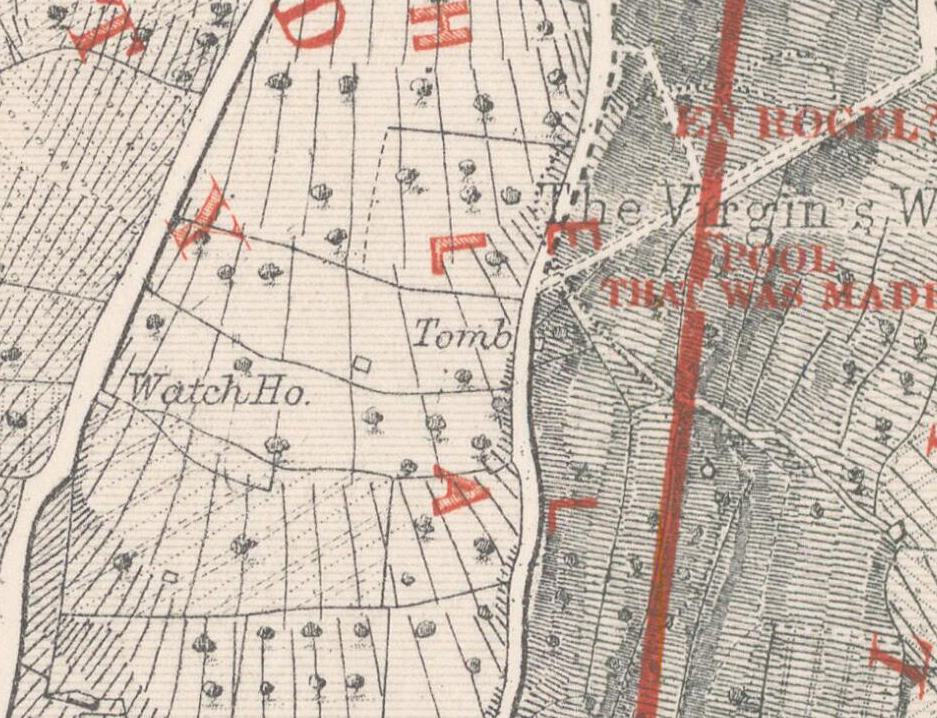 EN ROGEL?
The Virgin's W
POOL
THAT WAS MADE
Tomb
Watch Ho.